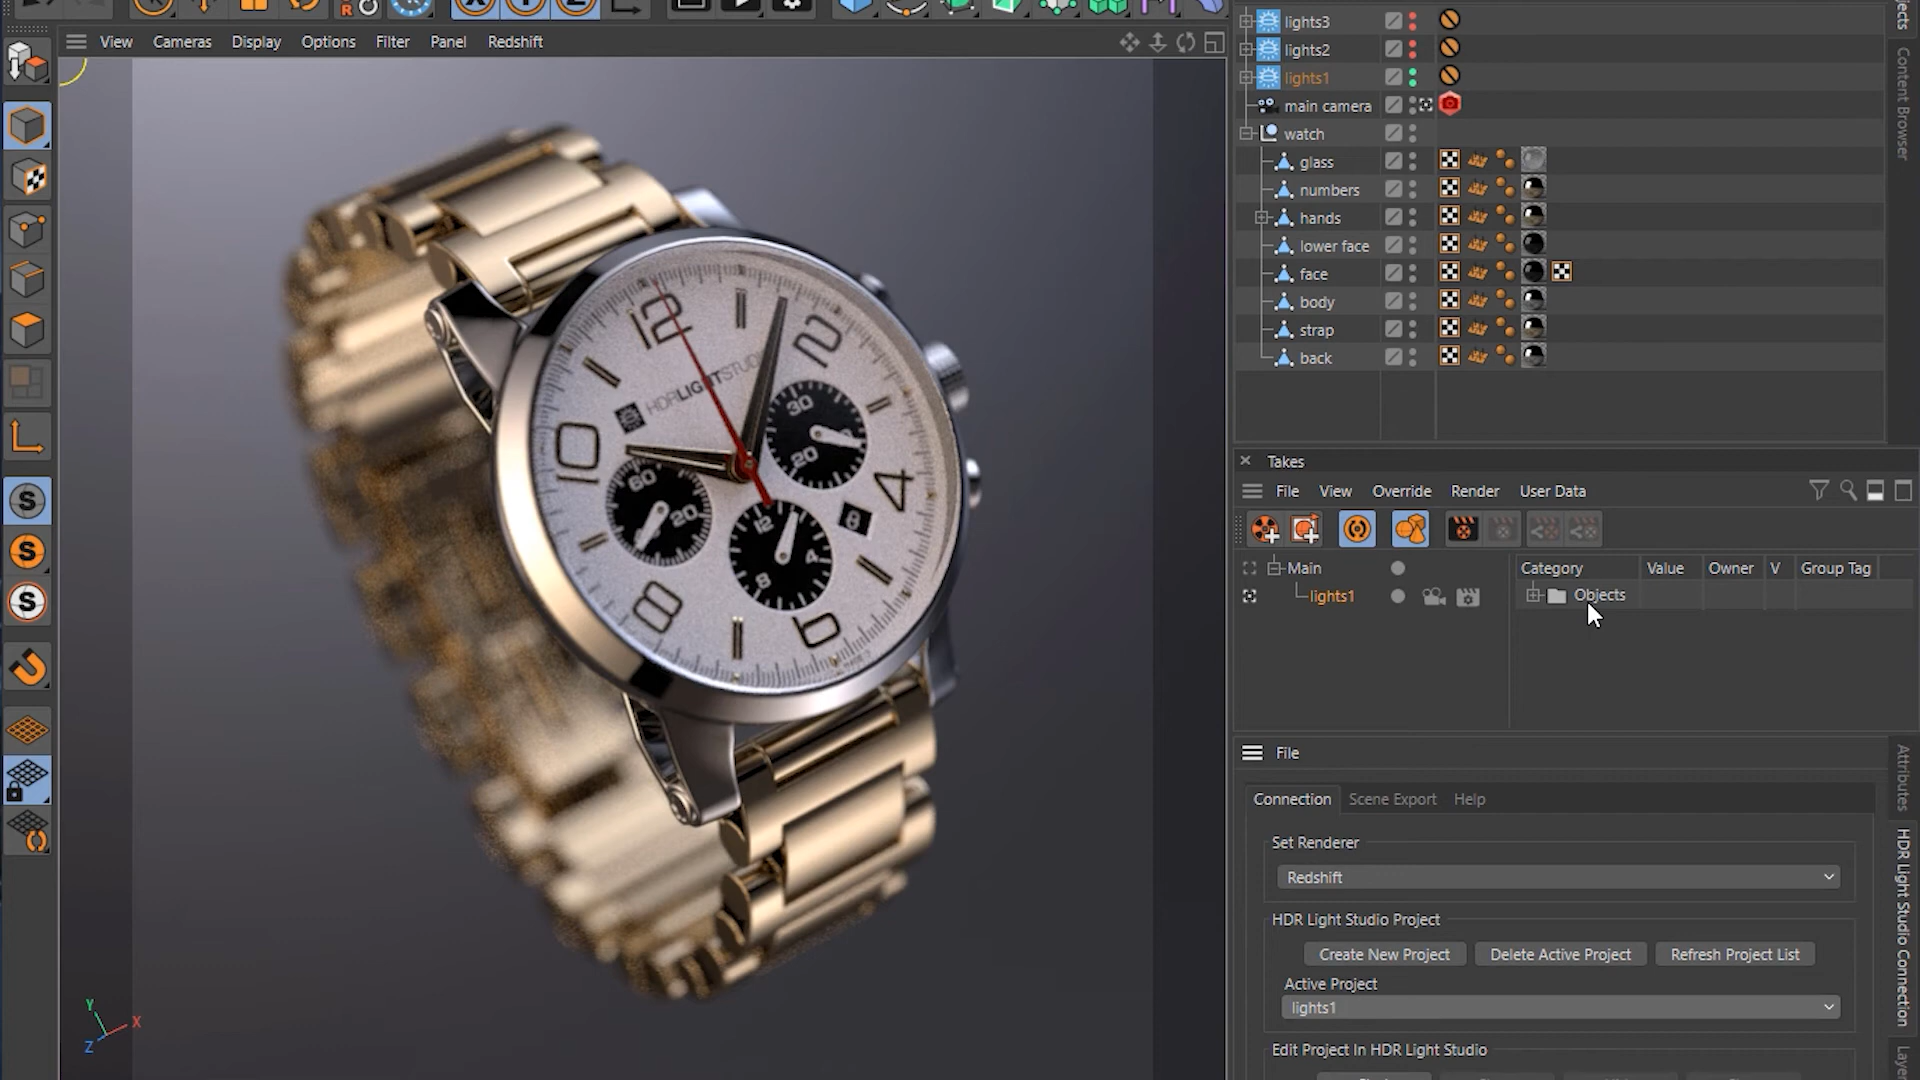 View Cameras Display Options Filter Panel Redshift
lights3
lights2
lights1
main camera
watch
glass
numbers
hands
lower face
face
body
strap
back
Content Browser
Takes
File View Override Render User Data
Main
lights1
Category Value Owner V Group Tag
Objects
File
Connection Scene Export Help
Set Renderer
Redshift
HDR Light Studio Project
Create New Project Delete Active Project Refresh Project List
Active Project
lights1
Edit Project In HDR Light Studio
Attributes
HDR Light Studio Connection
12
2
4
6
8
10
HDRLIGHTSTUDIO
30
20
60
20
12
4
8
8
Y
X
Z
S
S
S
R